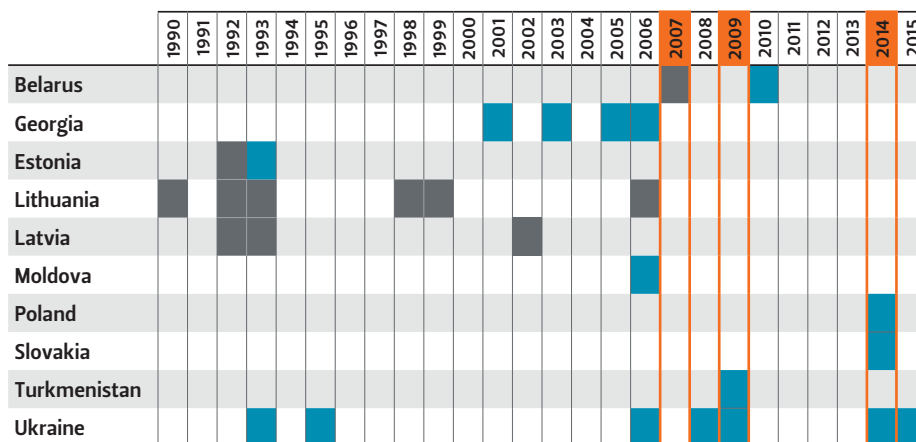 1990 1991 1992 1993 1994 1995 1996 1997 1998 1999 2000 2001 2002 2003 2004 2005 2006 2007 2008 2009 2010 2011 2012 2013 2014 2015
Belarus
Georgia
Estonia
Lithuania
Latvia
Moldova
Poland
Slovakia
Turkmenistan
Ukraine